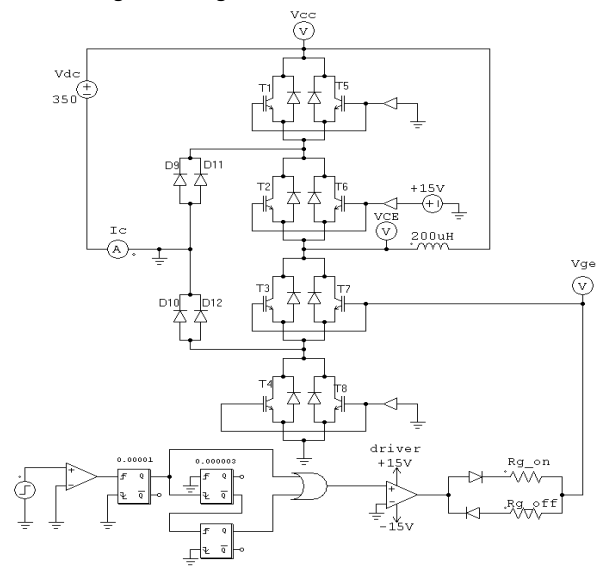 Vcc
V
Vdc
350
T1
T5
D9
D11
T2
T6
+15V
VCE
V
200uH
Ic
A
Vge
V
D10
D12
T3
T7
T4
T8
0.00001
0.000003
driver
+15V
-15V
Rg_on
Rg_off
Q
Q
Q
Q
Q
Q